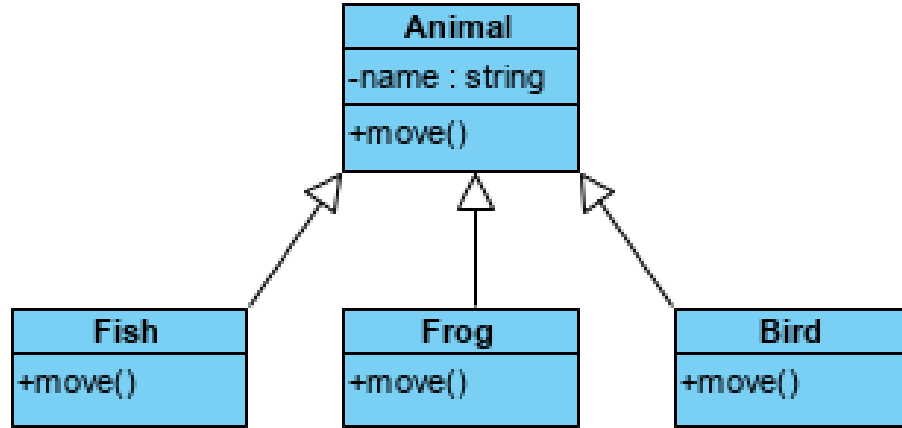 Animal
-name : string
+move()
Fish
+move()
Frog
+move()
Bird
+move()